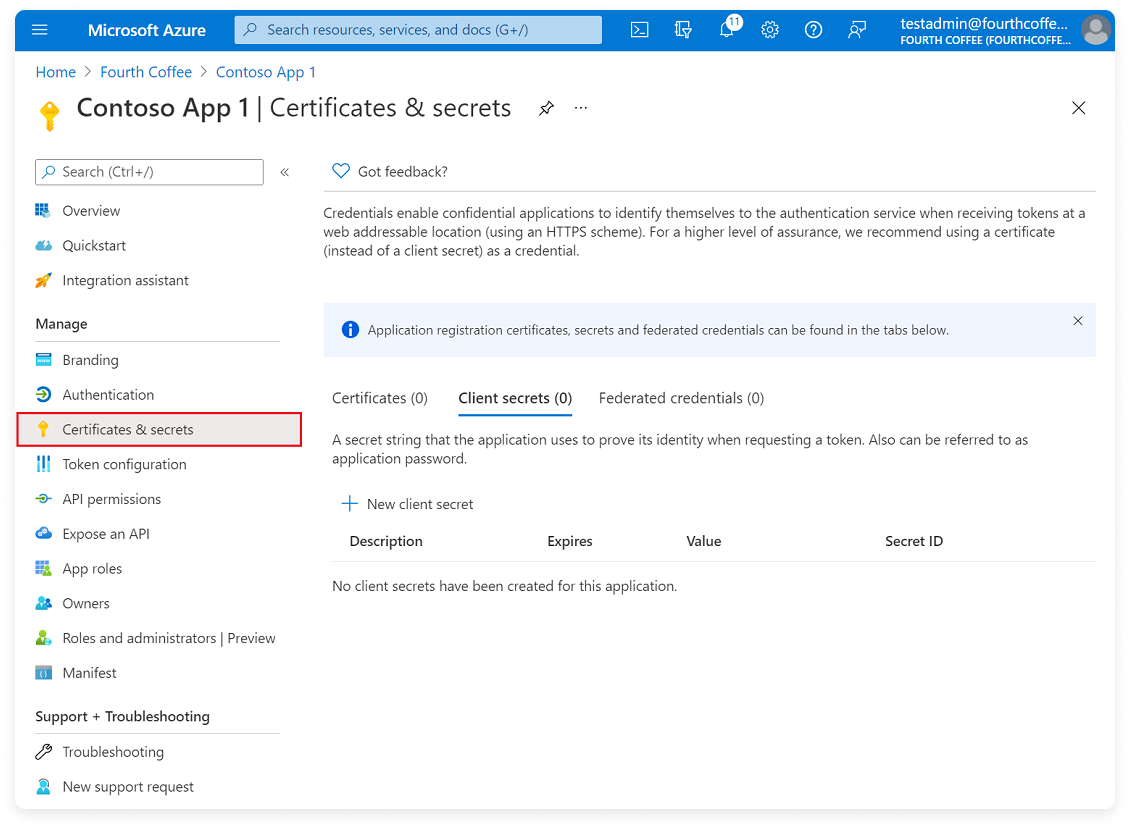 Microsoft Azure
Search resources, services, and docs (G+/)
11
testadmin@fourthcoffe...
FOURTH COFFEE (FOURTHCOFFE...
Home > Fourth Coffee > Contoso App 1
Contoso App 1 | Certificates & secrets
Search (Ctrl+/)
Overview
Quickstart
Integration assistant
Manage
Branding
Authentication
Certificates & secrets
Token configuration
API permissions
Expose an API
App roles
Owners
Roles and administrators | Preview
Manifest
Support + Troubleshooting
Troubleshooting
New support request
Got feedback?
Credentials enable confidential applications to identify themselves to the authentication service when receiving tokens at a
web addressable location (using an HTTPS scheme). For a higher level of assurance, we recommend using a certificate
(instead of a client secret) as a credential.
Application registration certificates, secrets and federated credentials can be found in the tabs below.
Certificates (0) Client secrets (0) Federated credentials (0)
A secret string that the application uses to prove its identity when requesting a token. Also can be referred to as
application password.
New client secret
Description Expires Value Secret ID
No client secrets have been created for this application.